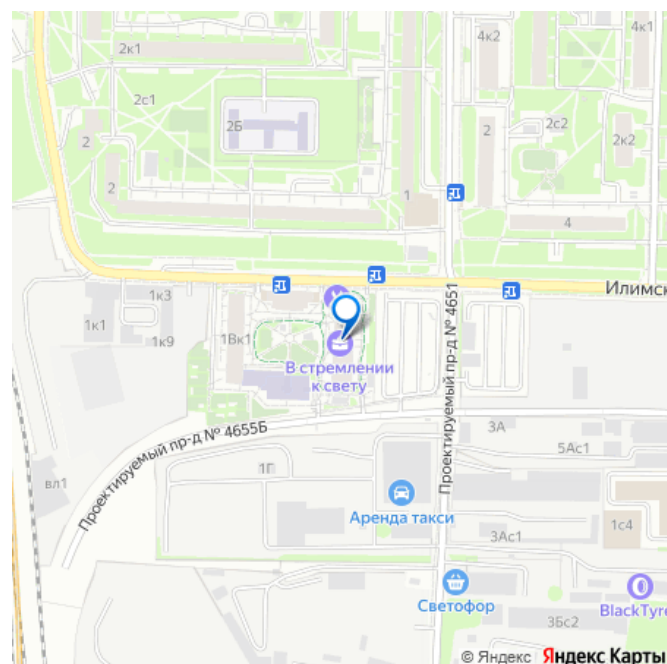 2к1
4к1
4к2
2с1
2Б
2
2с2
2
2к2
2
1
4
Илимск
1к3
1к1
1к9
1Вк1
В стремлении
к свету
Проектируемый пр-д № 4651
Проектируемый пр-д № 4655Б
3А
5Ас1
1Г
вл1
Аренда такси
1с4
3Ас1
Светофор
BlackTyre
3Бс2
© Яндекс Яндекс Карты